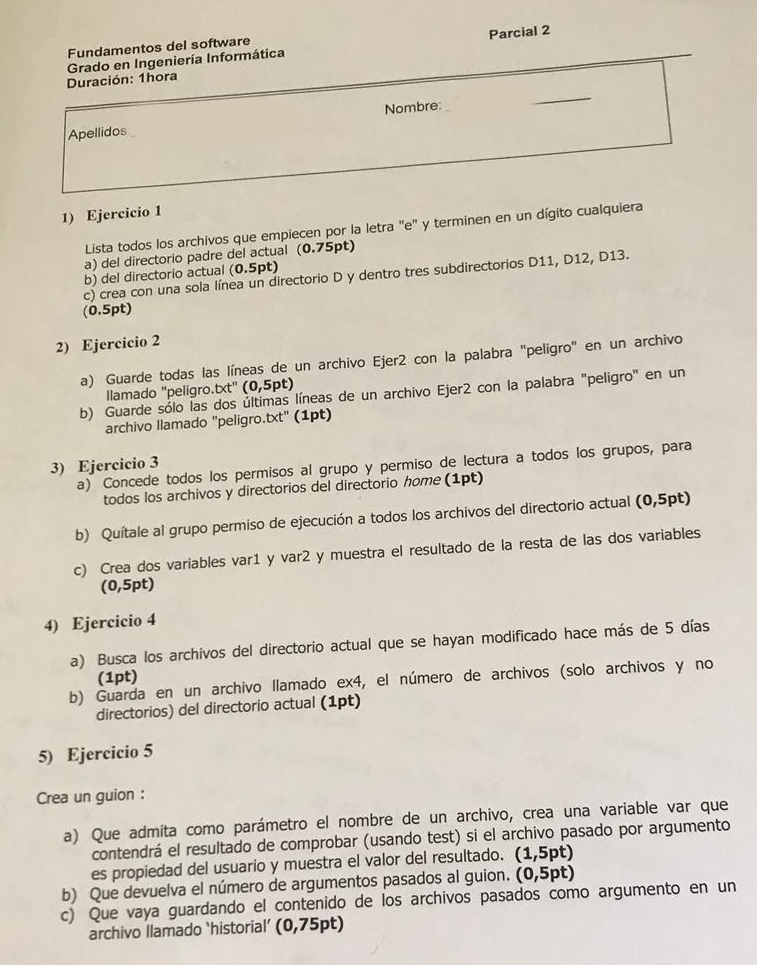 Fundamentos del software
Parcial 2
Grado en Ingeniería Informática
Duración: 1hora
Apellidos
Nombre:
1) Ejercicio 1
Lista todos los archivos que empiecen por la letra "e" y terminen en un dígito cualquiera
a) del directorio padre del actual (0.75pt)
b) del directorio actual (0.5pt)
c) crea con una sola línea un directorio D y dentro tres subdirectorios D11, D12, D13.
(0.5pt)
2) Ejercicio 2
a) Guarde todas las líneas de un archivo Ejer2 con la palabra "peligro" en un archivo
llamado "peligro.txt" (0,5pt)
b) Guarde sólo las dos últimas líneas de un archivo Ejer2 con la palabra "peligro" en un
archivo llamado "peligro.txt" (1pt)
3) Ejercicio 3
a) Concede todos los permisos al grupo y permiso de lectura a todos los grupos, para
todos los archivos y directorios del directorio home (1pt)
b) Quítale al grupo permiso de ejecución a todos los archivos del directorio actual (0,5pt)
c) Crea dos variables var1 y var2 y muestra el resultado de la resta de las dos variables
(0,5pt)
4) Ejercicio 4
a) Busca los archivos del directorio actual que se hayan modificado hace más de 5 días
(1pt)
b) Guarda en un archivo llamado ex4, el número de archivos (solo archivos y no
directorios) del directorio actual (1pt)
5) Ejercicio 5
Crea un guion :
a) Que admita como parámetro el nombre de un archivo, crea una variable var que
contendrá el resultado de comprobar (usando test) si el archivo pasado por argumento
es propiedad del usuario y muestra el valor del resultado. (1,5pt)
b) Que devuelva el número de argumentos pasados al guion. (0,5pt)
c) Que vaya guardando el contenido de los archivos pasados como argumento en un
archivo llamado 'historial' (0,75pt)